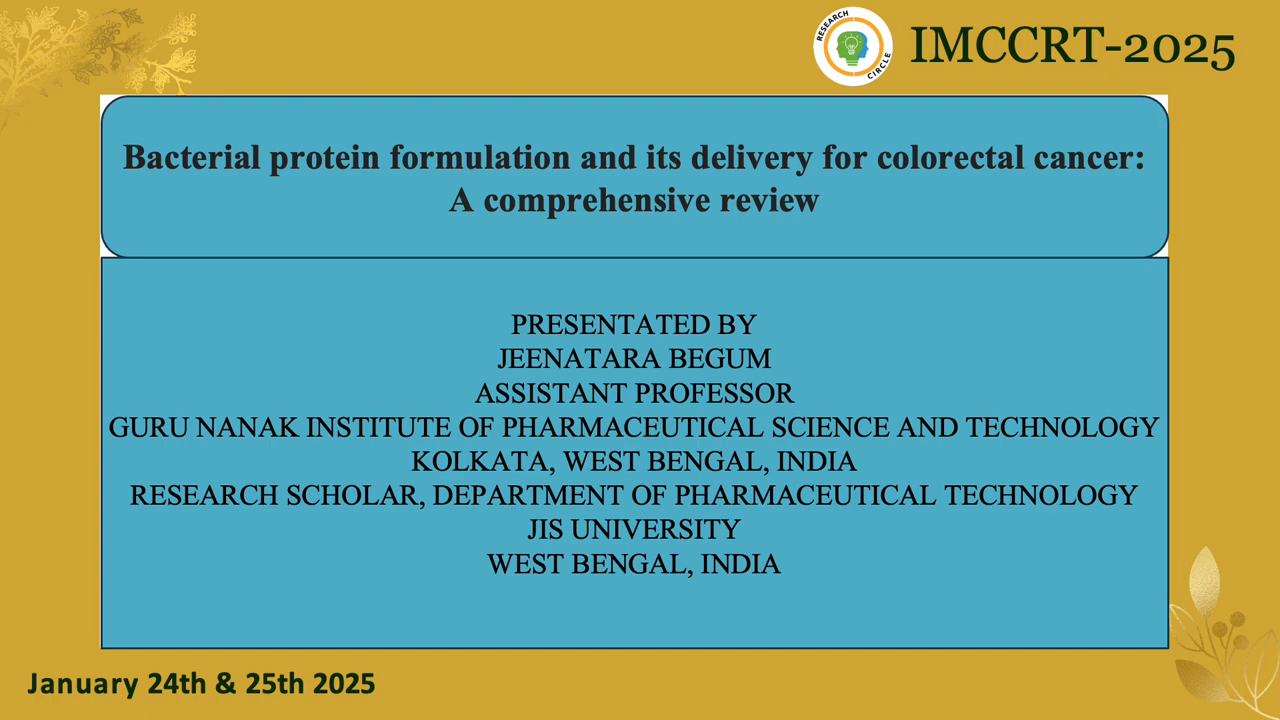 RESEARCH
CIRCLE
IMCCRT-2025
Bacterial protein formulation and its delivery for colorectal cancer:
A comprehensive review
PRESENTATED BY
JEENATARA BEGUM
ASSISTANT PROFESSOR
GURU NANAK INSTITUTE OF PHARMACEUTICAL SCIENCE AND TECHNOLOGY
KOLKATA, WEST BENGAL, INDIA
RESEARCH SCHOLAR, DEPARTMENT OF PHARMACEUTICAL TECHNOLOGY
JIS UNIVERSITY
WEST BENGAL, INDIA
January 24th & 25th 2025